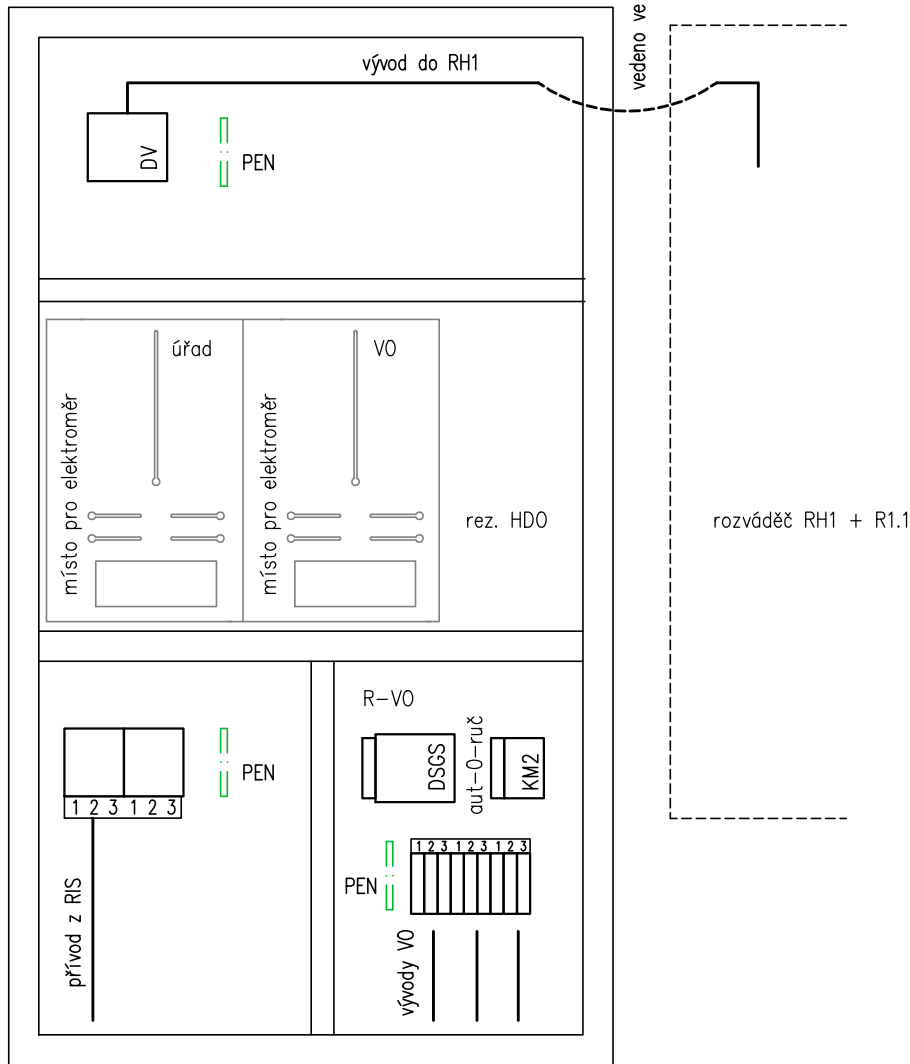 vývod do RH1
vedeno ve
DV
PEN
úřad
VO
místo pro elektroměr
místo pro elektroměr
rez. HDO
rozváděč RH1 + R1.1
R-VO
DSGS
aut-0-ruč
KM2
PEN
1 2 3 1 2 3
1 2 3 1 2 3 1 2 3
PEN
přívod z RIS
vývody VO